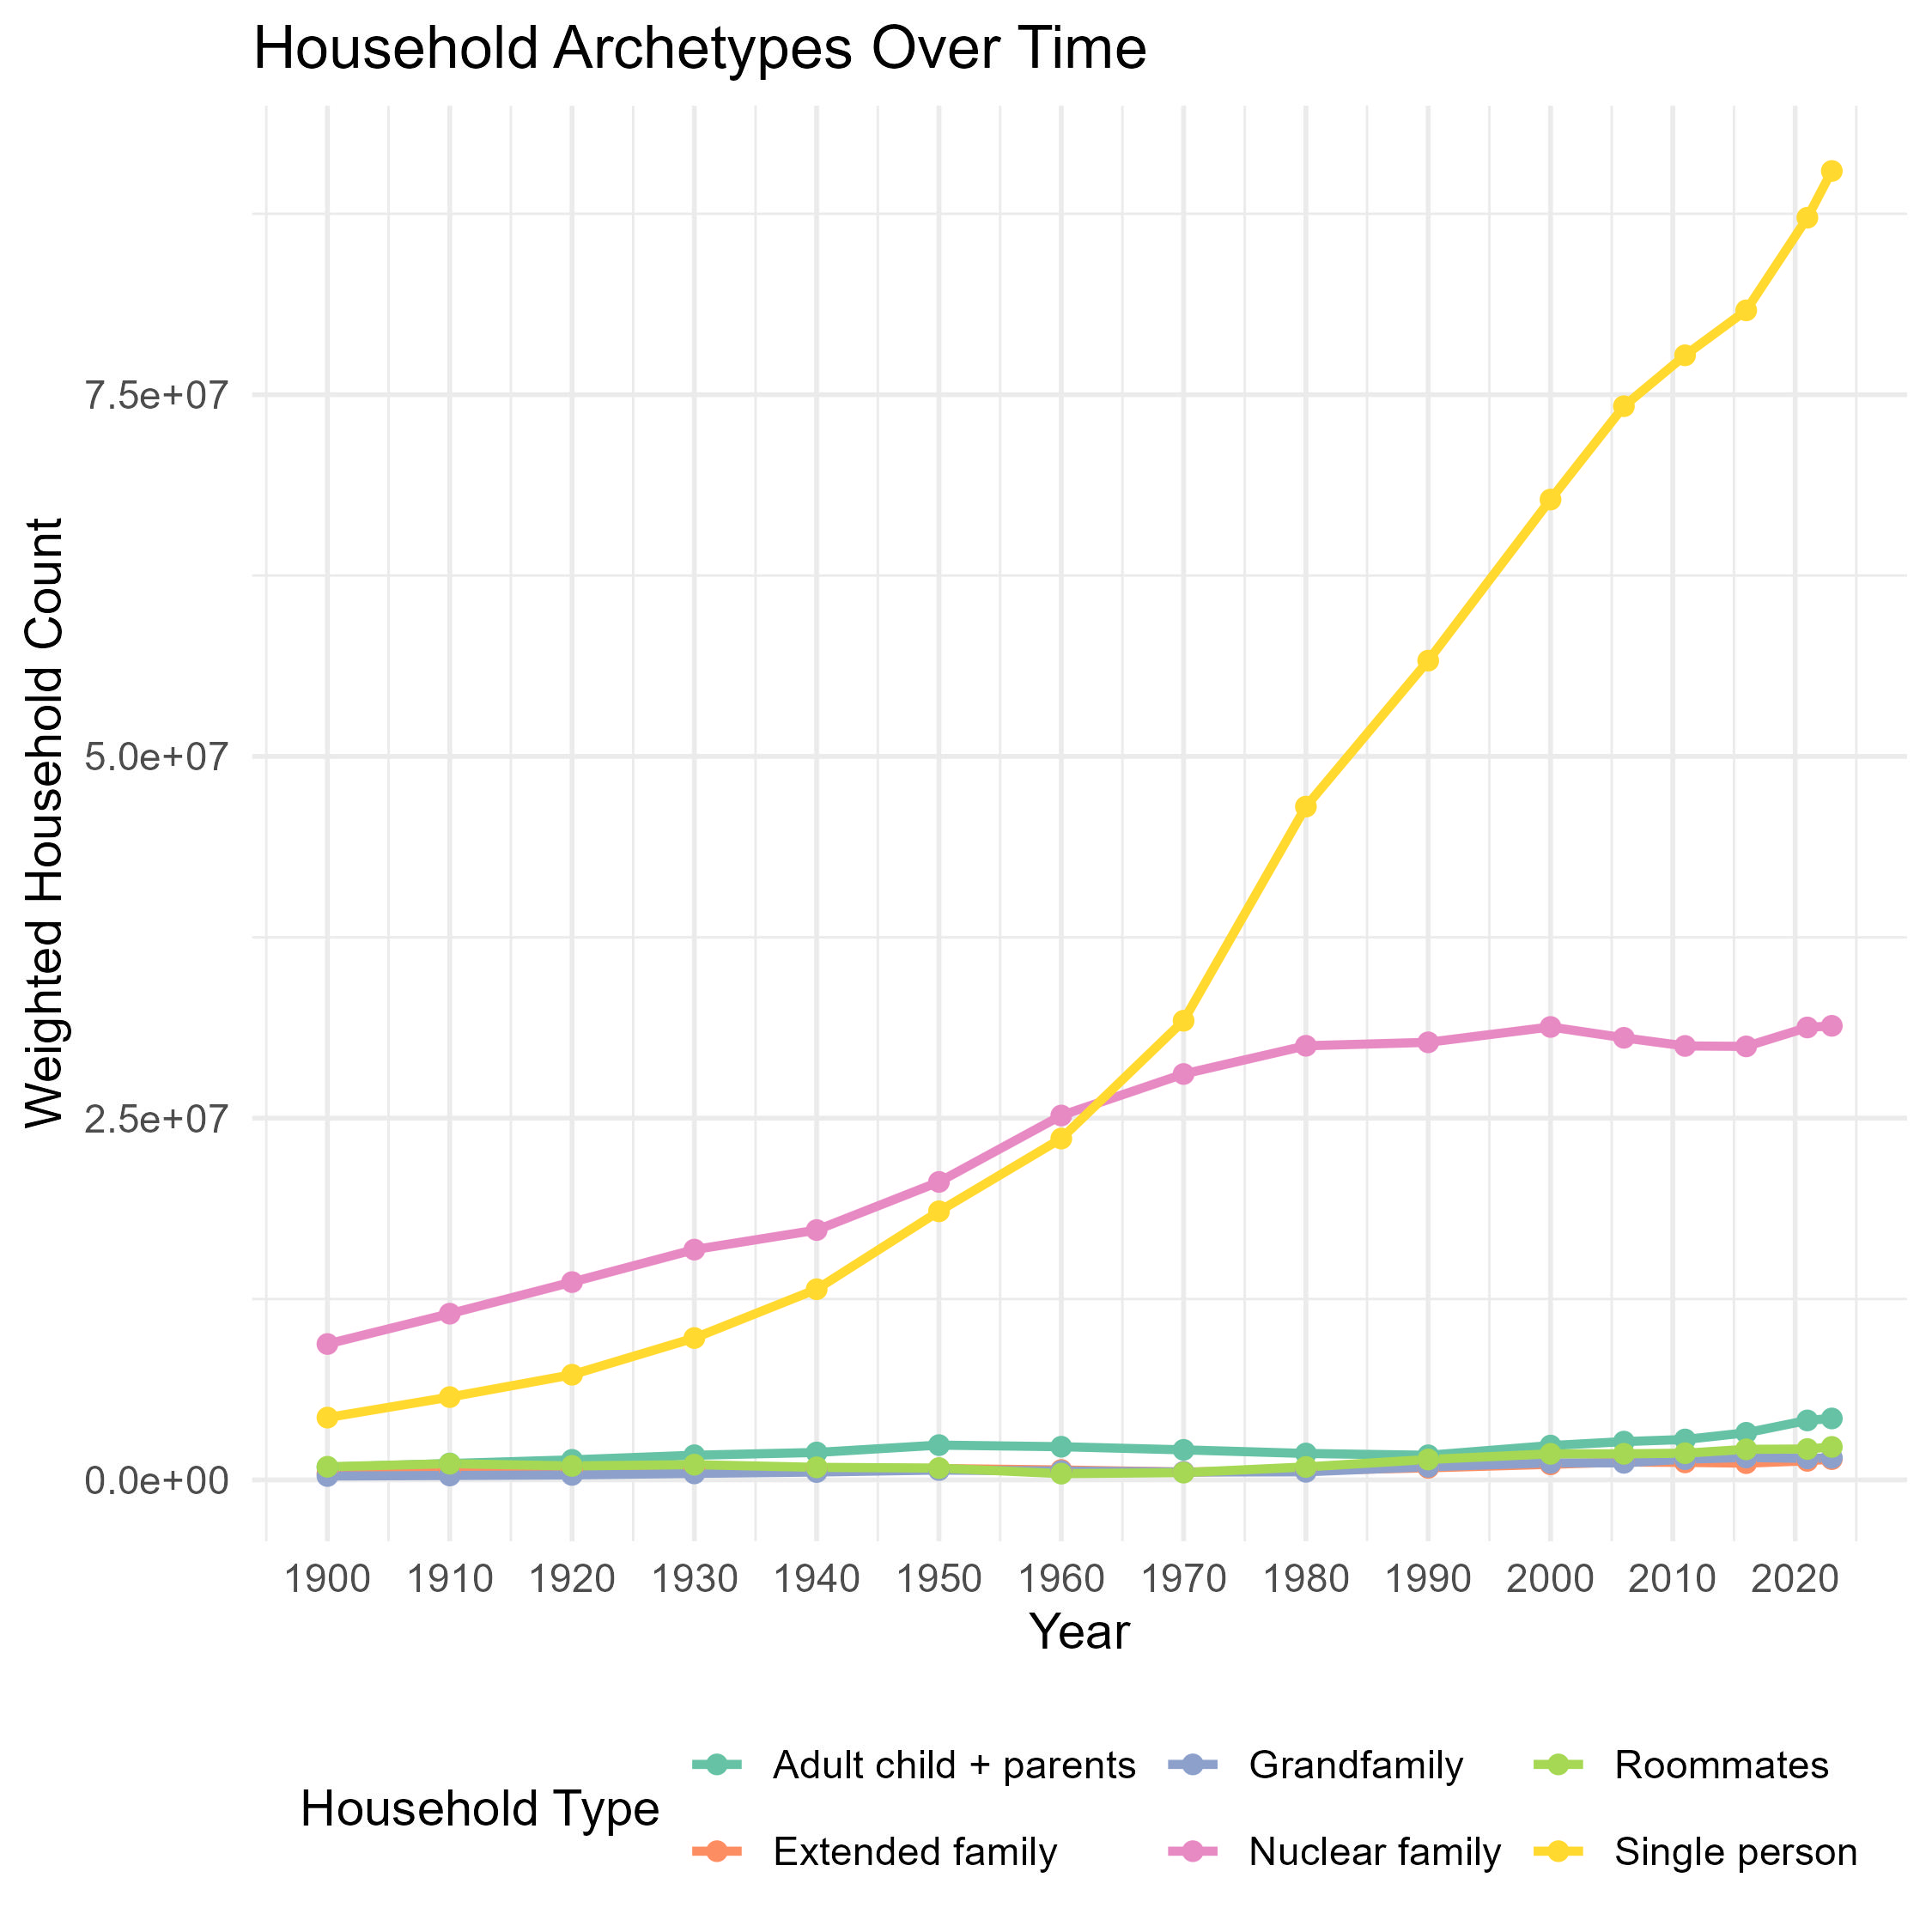 Household Archetypes Over Time
Weighted Household Count
7.5e+07
5.0e+07
2.5e+07
0.0e+00
1900 1910 1920 1930 1940 1950 1960 1970 1980 1990 2000 2010 2020
Year
Household Type
Adult child + parents Grandfamily Roommates
Extended family Nuclear family Single person